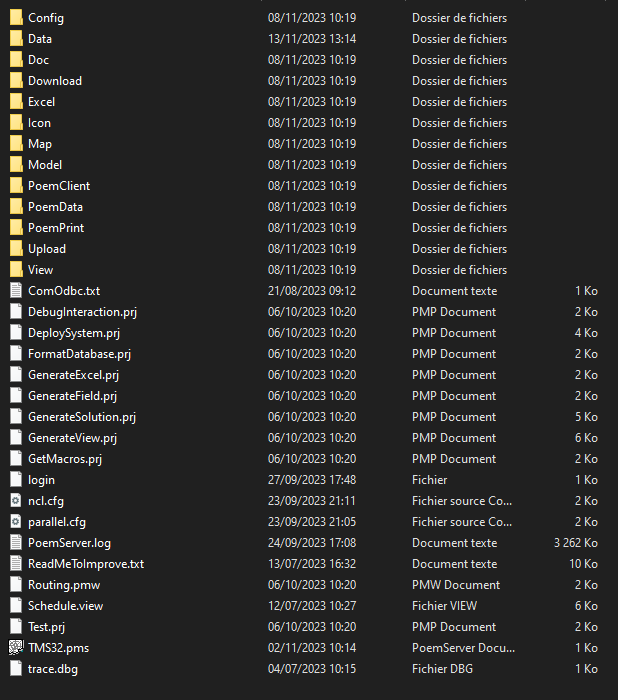 Config 08/11/2023 10:19 Dossier de fichiers
Data 13/11/2023 13:14 Dossier de fichiers
Doc 08/11/2023 10:19 Dossier de fichiers
Download 08/11/2023 10:19 Dossier de fichiers
Excel 08/11/2023 10:19 Dossier de fichiers
Icon 08/11/2023 10:19 Dossier de fichiers
Map 08/11/2023 10:19 Dossier de fichiers
Model 08/11/2023 10:19 Dossier de fichiers
PoemClient 08/11/2023 10:19 Dossier de fichiers
PoemData 08/11/2023 10:19 Dossier de fichiers
PoemPrint 08/11/2023 10:19 Dossier de fichiers
Upload 08/11/2023 10:19 Dossier de fichiers
View 08/11/2023 10:19 Dossier de fichiers
ComOdbc.txt 21/08/2023 09:12 Document texte 1 Ko
DebugInteraction.prj 06/10/2023 10:20 PMP Document 2 Ko
DeploySystem.prj 06/10/2023 10:20 PMP Document 4 Ko
FormatDatabase.prj 06/10/2023 10:20 PMP Document 2 Ko
GenerateExcel.prj 06/10/2023 10:20 PMP Document 2 Ko
GenerateField.prj 06/10/2023 10:20 PMP Document 2 Ko
GenerateSolution.prj 06/10/2023 10:20 PMP Document 5 Ko
GenerateView.prj 06/10/2023 10:20 PMP Document 6 Ko
GetMacros.prj 06/10/2023 10:20 PMP Document 2 Ko
login 27/09/2023 17:48 Fichier 1 Ko
ncl.cfg 23/09/2023 21:11 Fichier source Co... 2 Ko
parallel.cfg 23/09/2023 21:05 Fichier source Co... 2 Ko
PoemServer.log 24/09/2023 17:08 Document texte 3 262 Ko
ReadMeToImprove.txt 13/07/2023 16:32 Document texte 10 Ko
Routing.pmw 06/10/2023 10:20 PMW Document 2 Ko
Schedule.view 12/07/2023 10:27 Fichier VIEW 6 Ko
Test.prj 06/10/2023 10:20 PMP Document 2 Ko
TMS32.pms 02/11/2023 10:14 PoemServer Docu... 1 Ko
trace.dbg 04/07/2023 10:15 Fichier DBG 1 Ko